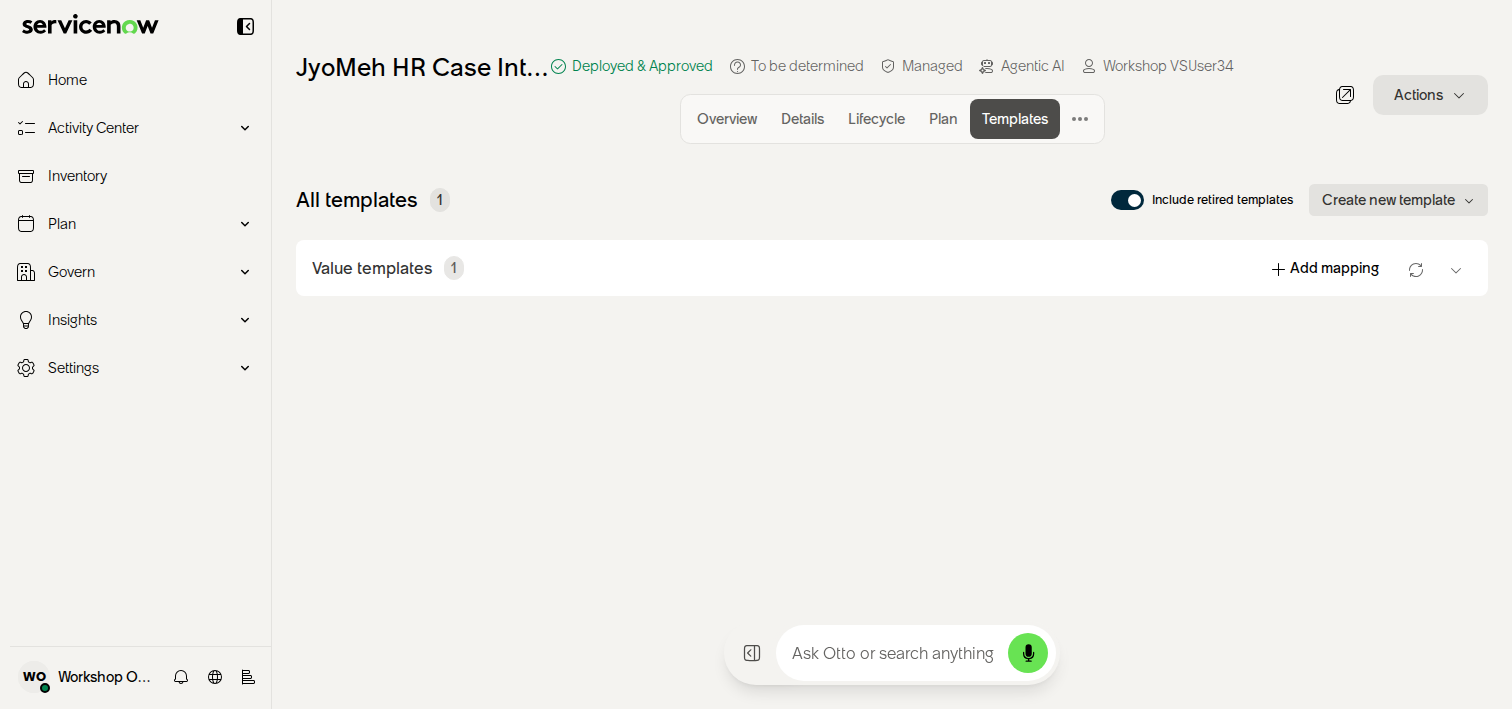 servicenow
Home
Activity Center
Inventory
Plan
Govern
Insights
Settings
WO
Workshop O...
JyoMeh HR Case Int...
Deployed & Approved
To be determined
Managed
Agentic AI
Workshop VSUser34
Actions
Overview
Details
Lifecycle
Plan
Templates
All templates 1
Include retired templates
Create new template
Value templates 1
Add mapping
Ask Otto or search anything